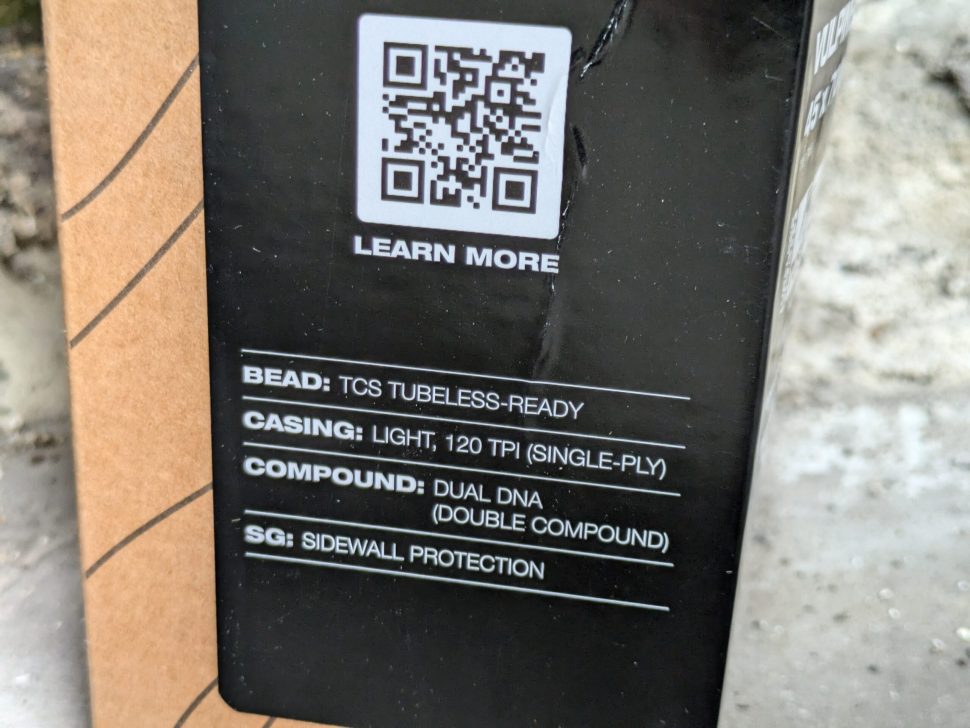 LEARN MORE
BEAD: TCS TUBELESS-READY
CASING: LIGHT, 120 TPI (SINGLE-PLY)
COMPOUND: DUAL DNA
(DOUBLE COMPOUND)
SG: SIDEWALL PROTECTION